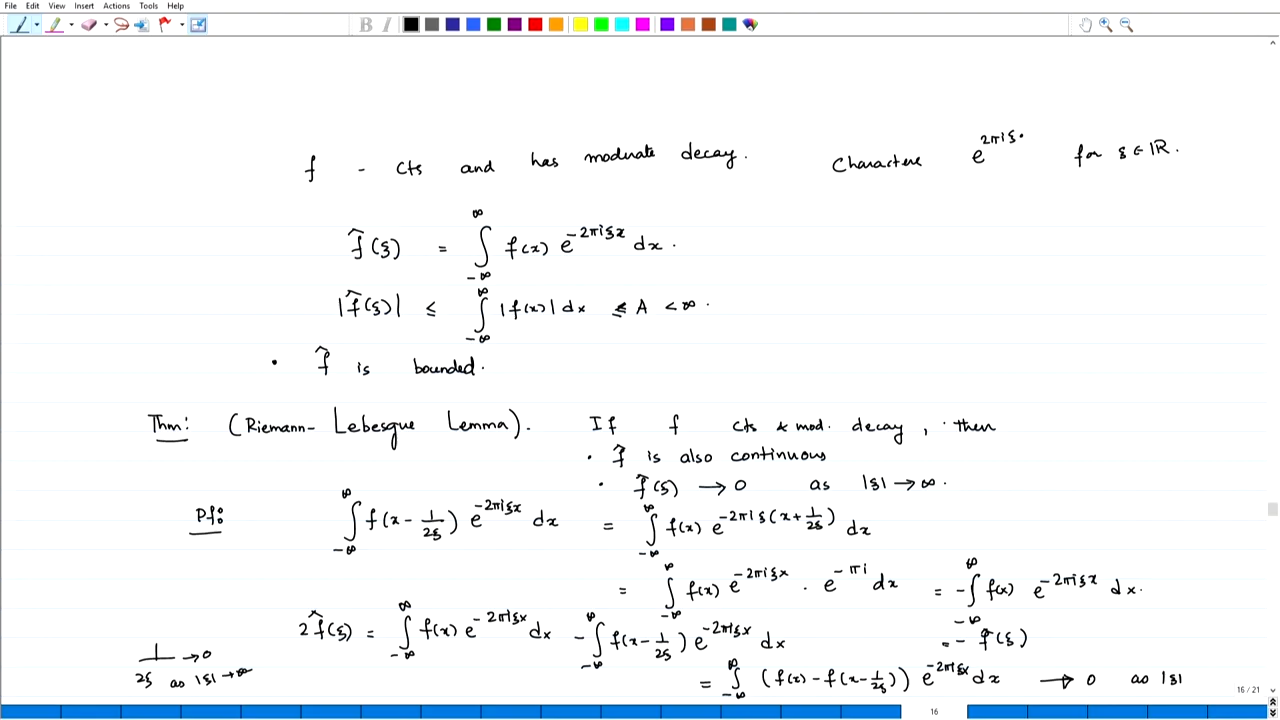 File Edit View Insert Actions Tools Help
B I
f - cts and has moderate decay. Characters e^{2πiξ·} for ξ ∈ ℝ.
f̂(ξ) = ∫_{-∞}^{∞} f(x) e^{-2πiξx} dx.
|f̂(ξ)| ≤ ∫_{-∞}^{∞} |f(x)| dx ≤ A < ∞.
• f̂ is bounded.
Thm: (Riemann-Lebesgue Lemma). If f cts & mod. decay, then
• f̂ is also continuous
• f̂(ξ) → 0 as |ξ| → ∞.
Pf: ∫_{-∞}^{∞} f(x - 1/2ξ) e^{-2πiξx} dx = ∫_{-∞}^{∞} f(x) e^{-2πiξ(x + 1/2ξ)} dx
= ∫_{-∞}^{∞} f(x) e^{-2πiξx} · e^{-πi} dx = -∫_{-∞}^{∞} f(x) e^{-2πiξx} dx.
= - f̂(ξ)
2f̂(ξ) = ∫_{-∞}^{∞} f(x) e^{-2πiξx} dx - ∫_{-∞}^{∞} f(x - 1/2ξ) e^{-2πiξx} dx
1/2ξ → 0 as |ξ| → ∞
= ∫_{-∞}^{∞} (f(x) - f(x - 1/2ξ)) e^{-2πiξx} dx → 0 as |ξ|
16 / 21
16